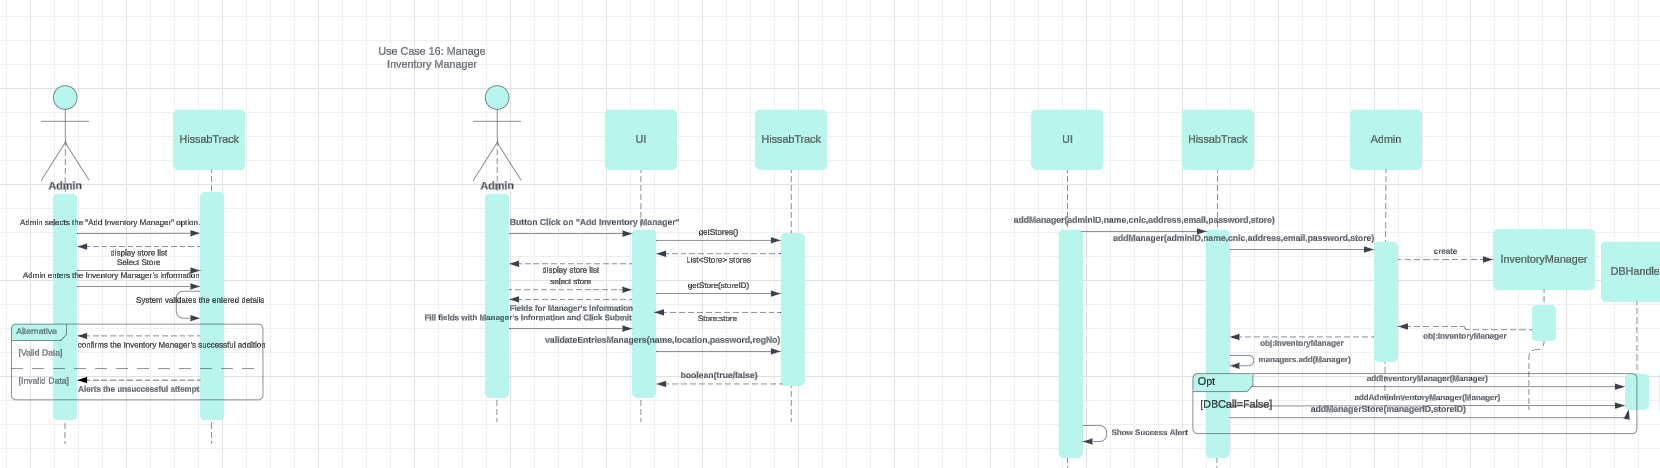 Use Case 16: Manage
Inventory Manager
HissabTrack
Admin
Admin selects the "Add Inventory Manager" option.
display store list
Select Store
Admin enters the Inventory Manager's information
System validates the entered details
Alternative
confirms the Inventory Manager's successful addition
[Valid Data]
[Invalid Data]
Alerts the unsuccessful attempt
UI
HissabTrack
Admin
Button Click on "Add Inventory Manager"
getStores()
List<Store> stores
display store list
select store
getStore(storeID)
Fields for Manager's Information
Fill fields with Manager's Information and Click Submit
Store:store
validateEntriesManagers(name,location,password,regNo)
boolean(true/false)
UI
HissabTrack
Admin
addManager(adminID,name,cnic,address,email,password,store)
addManager(adminID,name,cnic,address,email,password,store)
create
InventoryManager
DBHandle
obj:InventoryManager
obj:InventoryManager
managers.add(Manager)
Opt
addInventoryManager(Manager)
addAdminInventoryManager(Manager)
[DBCall=False]
addManagerStore(managerID,storeID)
Show Success Alert